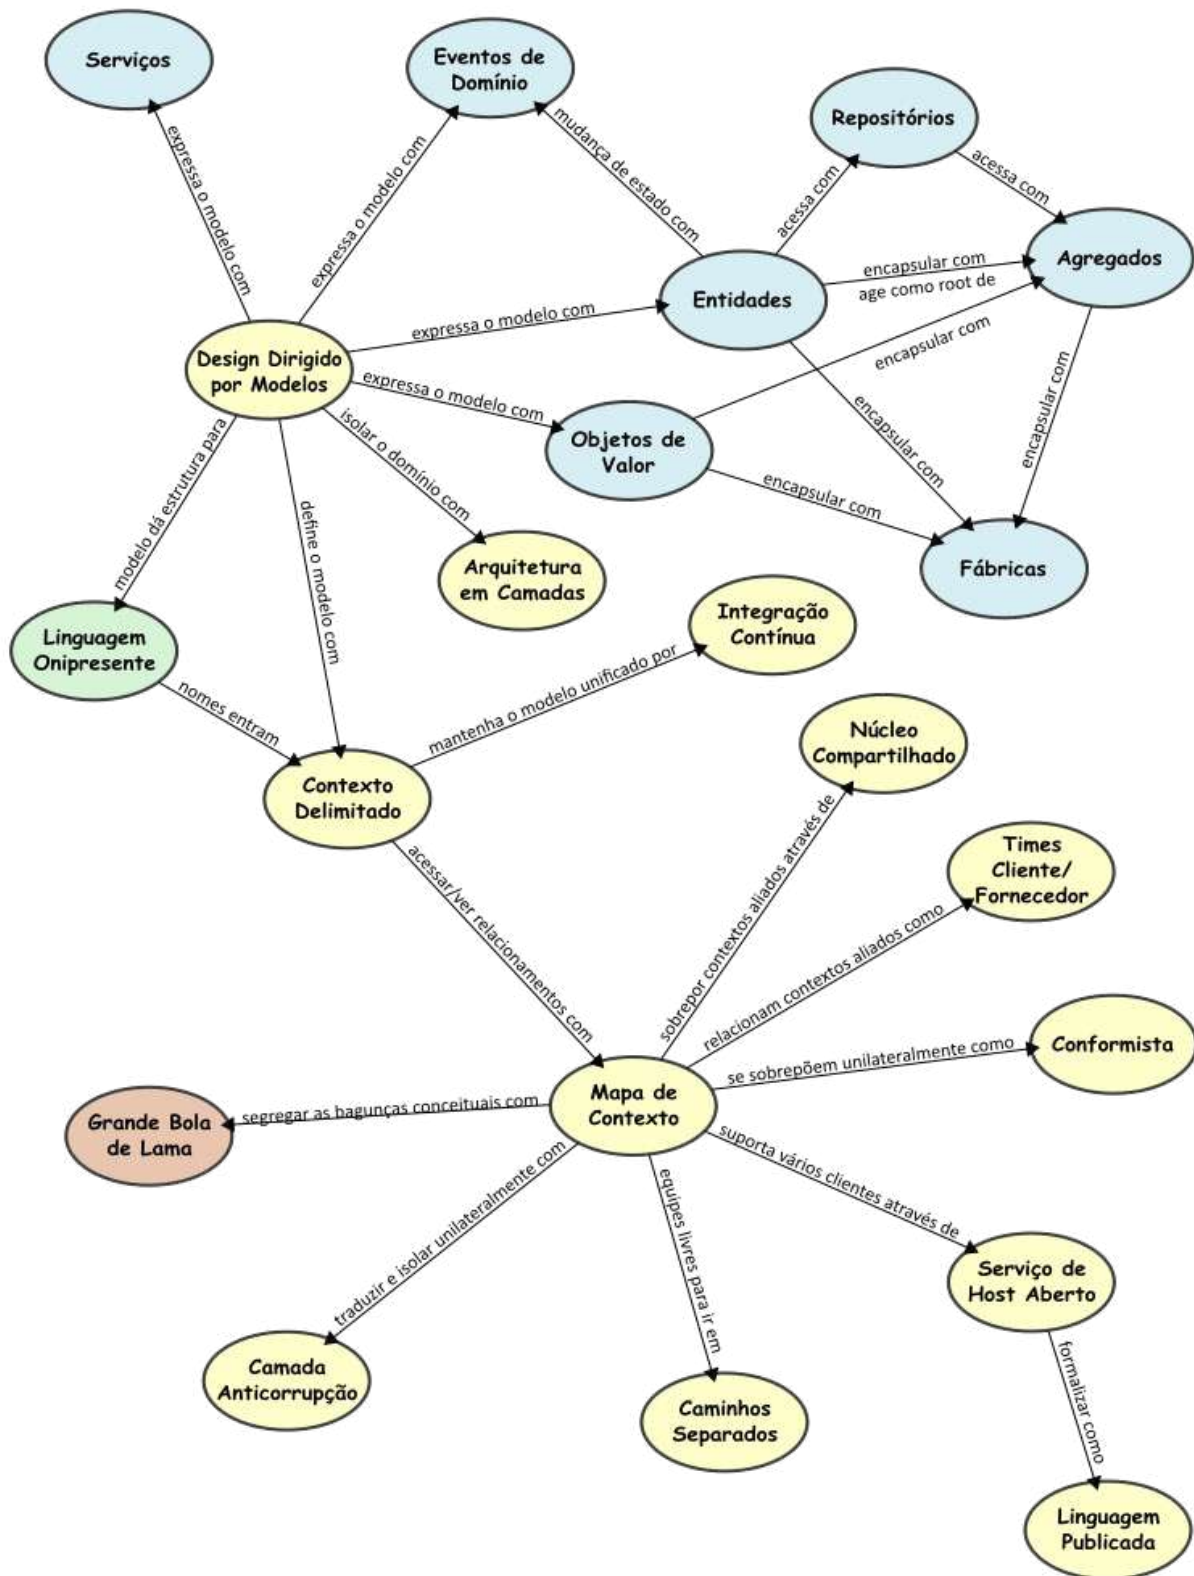 Serviços
Eventos de
Domínio
Repositórios
expressa o modelo com
expressa o modelo com
mudança de estado com
acessa com
acessa com
Agregados
Entidades
encapsular com
age como root de
expressa o modelo com
encapsular com
Design Dirigido
por Modelos
expressa o modelo com
Objetos de
Valor
encapsular com
encapsular com
encapsular com
isolar o domínio com
modelo dá estrutura para
define o modelo com
Arquitetura
em Camadas
Fábricas
Linguagem
Onipresente
Integração
Contínua
nomes entram
mantenha o modelo unificado por
Núcleo
Compartilhado
Contexto
Delimitado
acessar/ver relacionamentos com
sobrepor contextos aliados através de
Times
Cliente/
Fornecedor
relacionam contextos aliados como
se sobrepõem unilateralmente como
Conformista
Mapa de
Contexto
segregar as bagunças conceituais com
Grande Bola
de Lama
suporta vários clientes através de
traduzir e isolar unilateralmente com
equipes livres para ir em
Serviço de
Host Aberto
Camada
Anticorrupção
Caminhos
Separados
formalizar como
Linguagem
Publicada